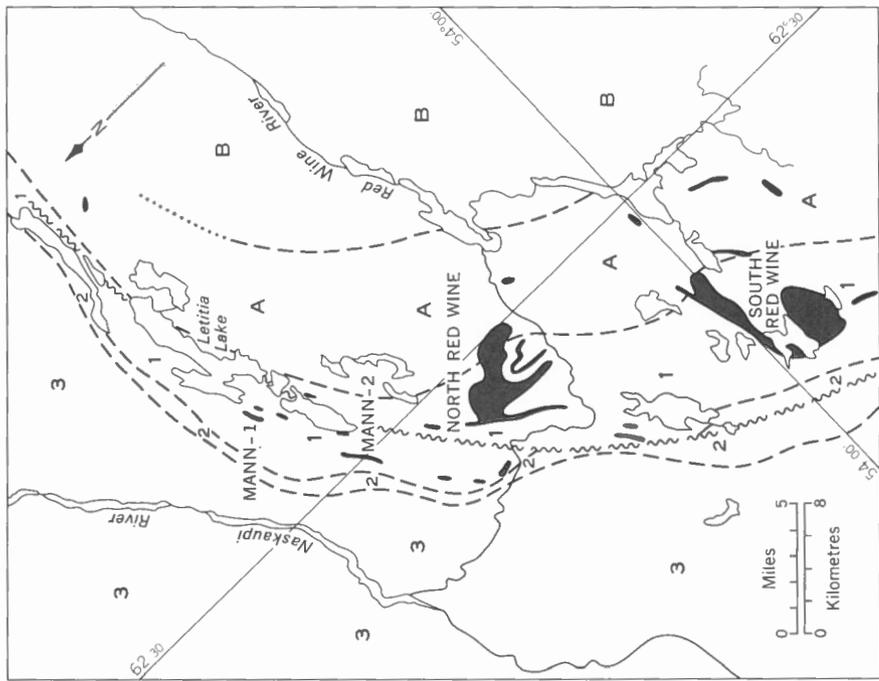 62 30
3
3
3
3
3
Naskaupi
River
MANN-1
MANN-2
2
2
2
2
2
2
1
1
1
1
1
1
Letitia
Lake
NORTH RED WINE
SOUTH
RED WINE
A
A
A
A
B
B
B
Red
Wine
River
N
54°00'
62°30
54 00'
Miles
0
5
0
8
Kilometres